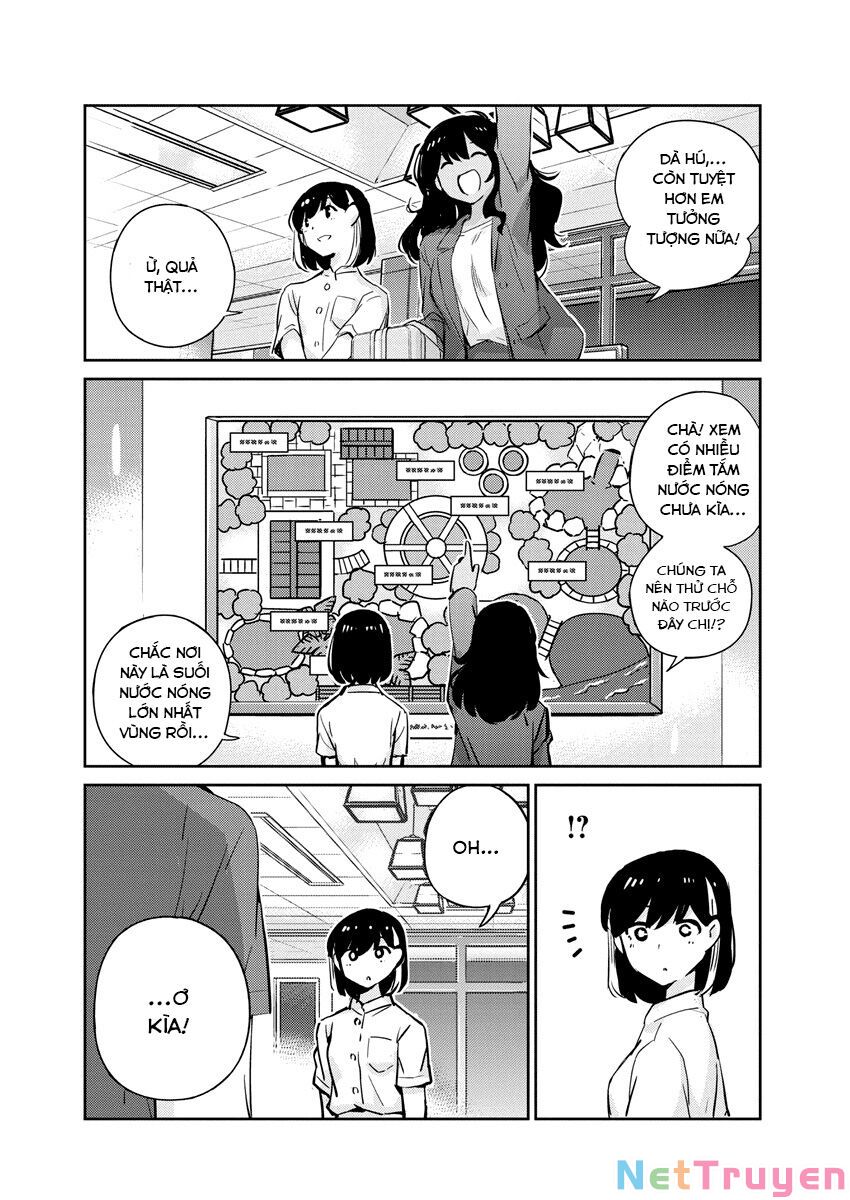 DÀ HÚ,...
CÒN TUYỆT
HƠN EM
TƯỞNG
TƯỢNG NỮA!
Ừ, QUẢ
THẬT...
CHÀ! XEM
CÓ NHIỀU
ĐIỂM TẮM
NƯỚC NÓNG
CHƯA KÌA...
CHÚNG TA
NÊN THỬ CHỖ
NÀO TRƯỚC
ĐÂY CHỊ!?
CHẮC NƠI
NÀY LÀ SUỐI
NƯỚC NÓNG
LỚN NHẤT
VÙNG RỒI...
!?
OH...
...Ơ
KÌA!
NetTruyen